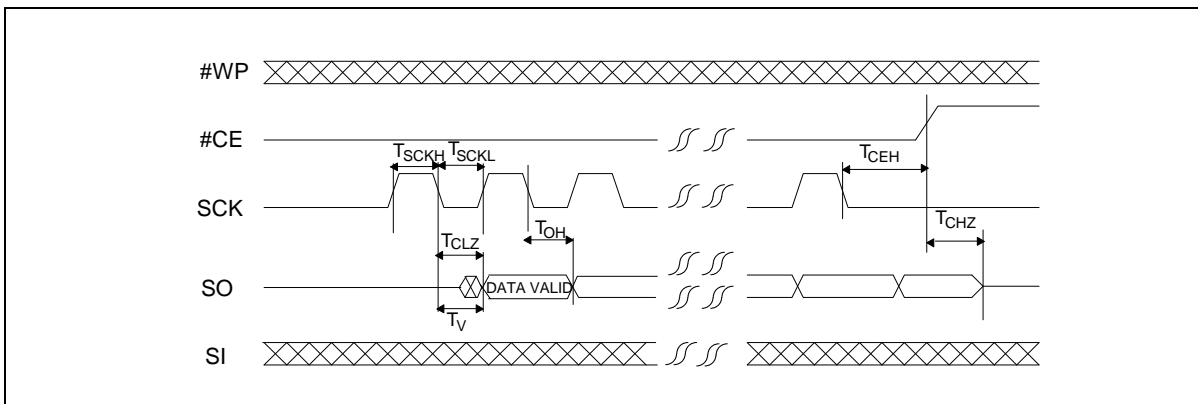 #WP
#CE
TSCKH TSCKL
TCEH
SCK
TCLZ
TOH
TCHZ
SO
DATA VALID
TV
SI